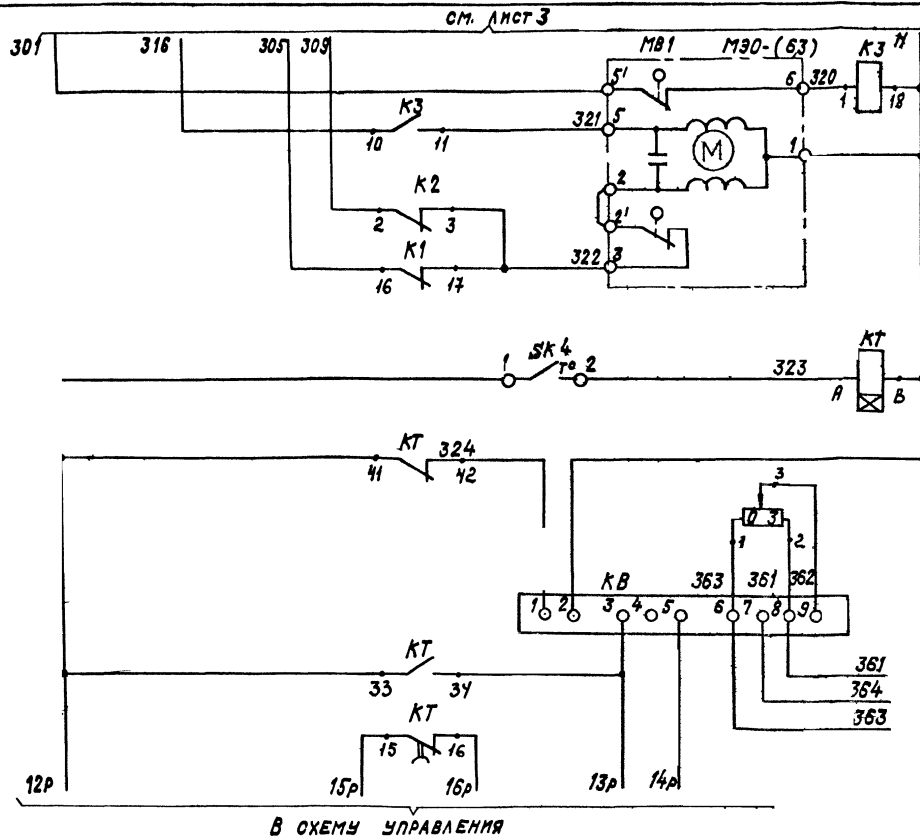 СМ. ЛИСТ 3
301 316 305 309 МВ1 МЭО-(63) К3 N
5' 6 320 1 18
К3 321 5
10 11 1
М
К2 2
2 3 2'
К1 322 3
16 17
SK4 КТ
1 T° 2 323 А В
КТ 324
41 42 3
0 З
1 2
КВ 363 361 362
1 2 3 4 5 6 7 8 9
КТ
33 34 361
364
КТ 363
15 16
12р 15р 16р 13р 14р
В СХЕМУ УПРАВЛЕНИЯ